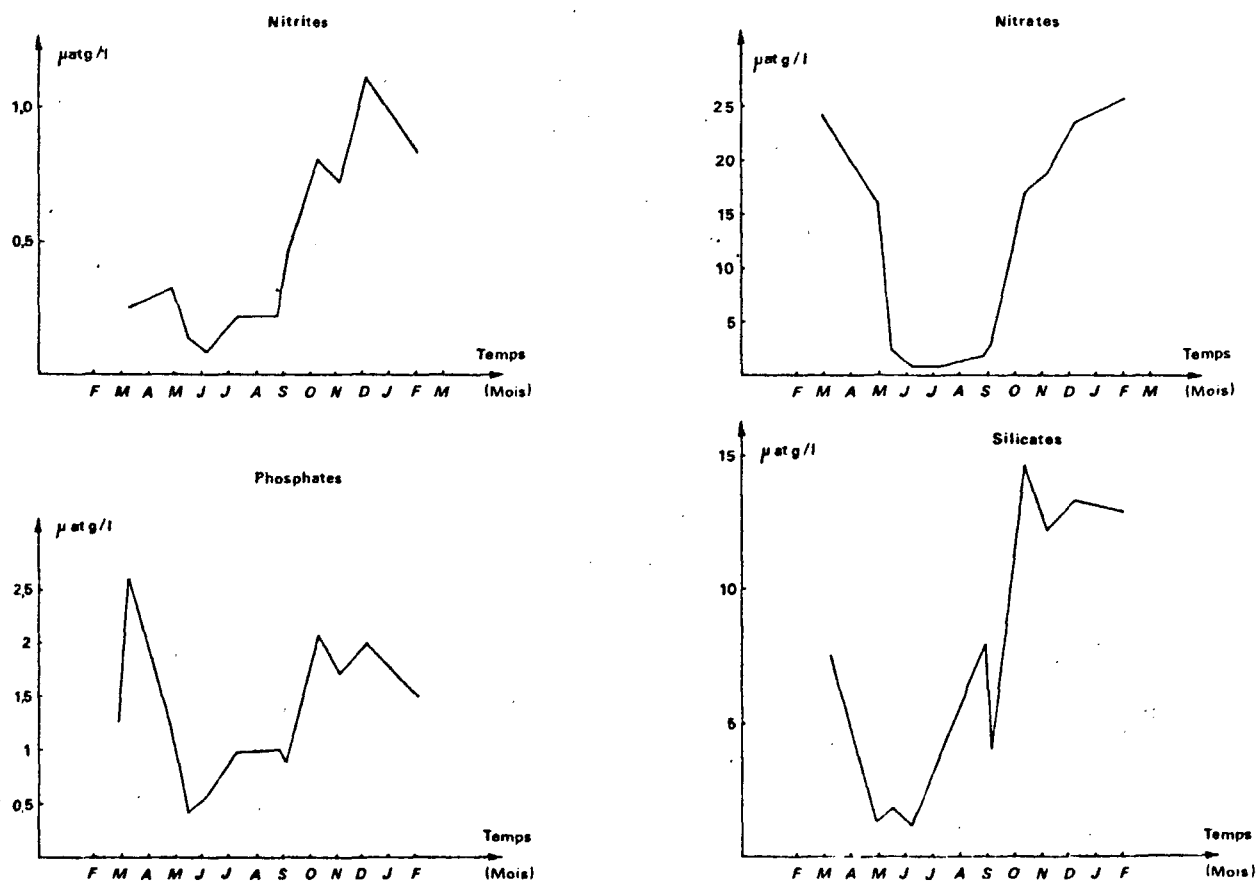 Nitrites
µatg/l
1,0
0,5
Temps
F M A M J J A S O N D J F M (Mois)
Nitrates
µatg/l
25
20
15
10
5
Temps
F M A M J J A S O N D J F M (Mois)
Phosphates
µatg/l
2,5
2
1,5
1
0,5
Temps
F M A M J J A S O N D J F M (Mois)
Silicates
µatg/l
15
10
5
Temps
F M A M J J A S O N D J F (Mois)